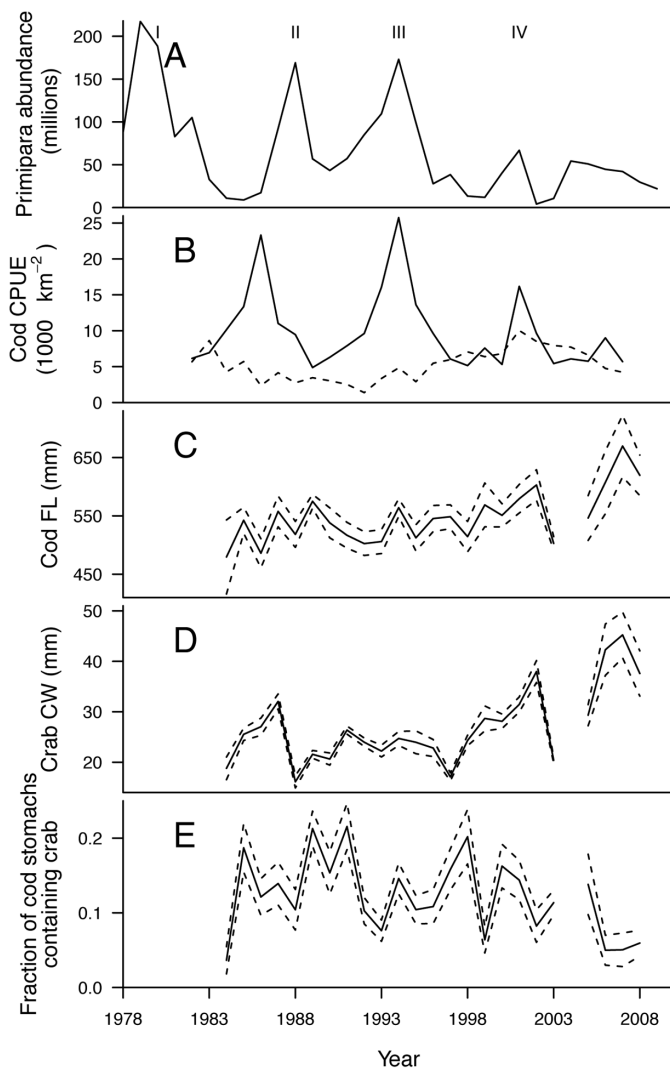 I II III IV
A
Primipara abundance
(millions)
200
150
100
50
0
B
Cod CPUE
(1000 km−2)
25
20
15
10
5
0
C
Cod FL (mm)
650
550
450
D
Crab CW (mm)
50
40
30
20
E
Fraction of cod stomachs
containing crab
0.2
0.1
0.0
1978 1983 1988 1993 1998 2003 2008
Year